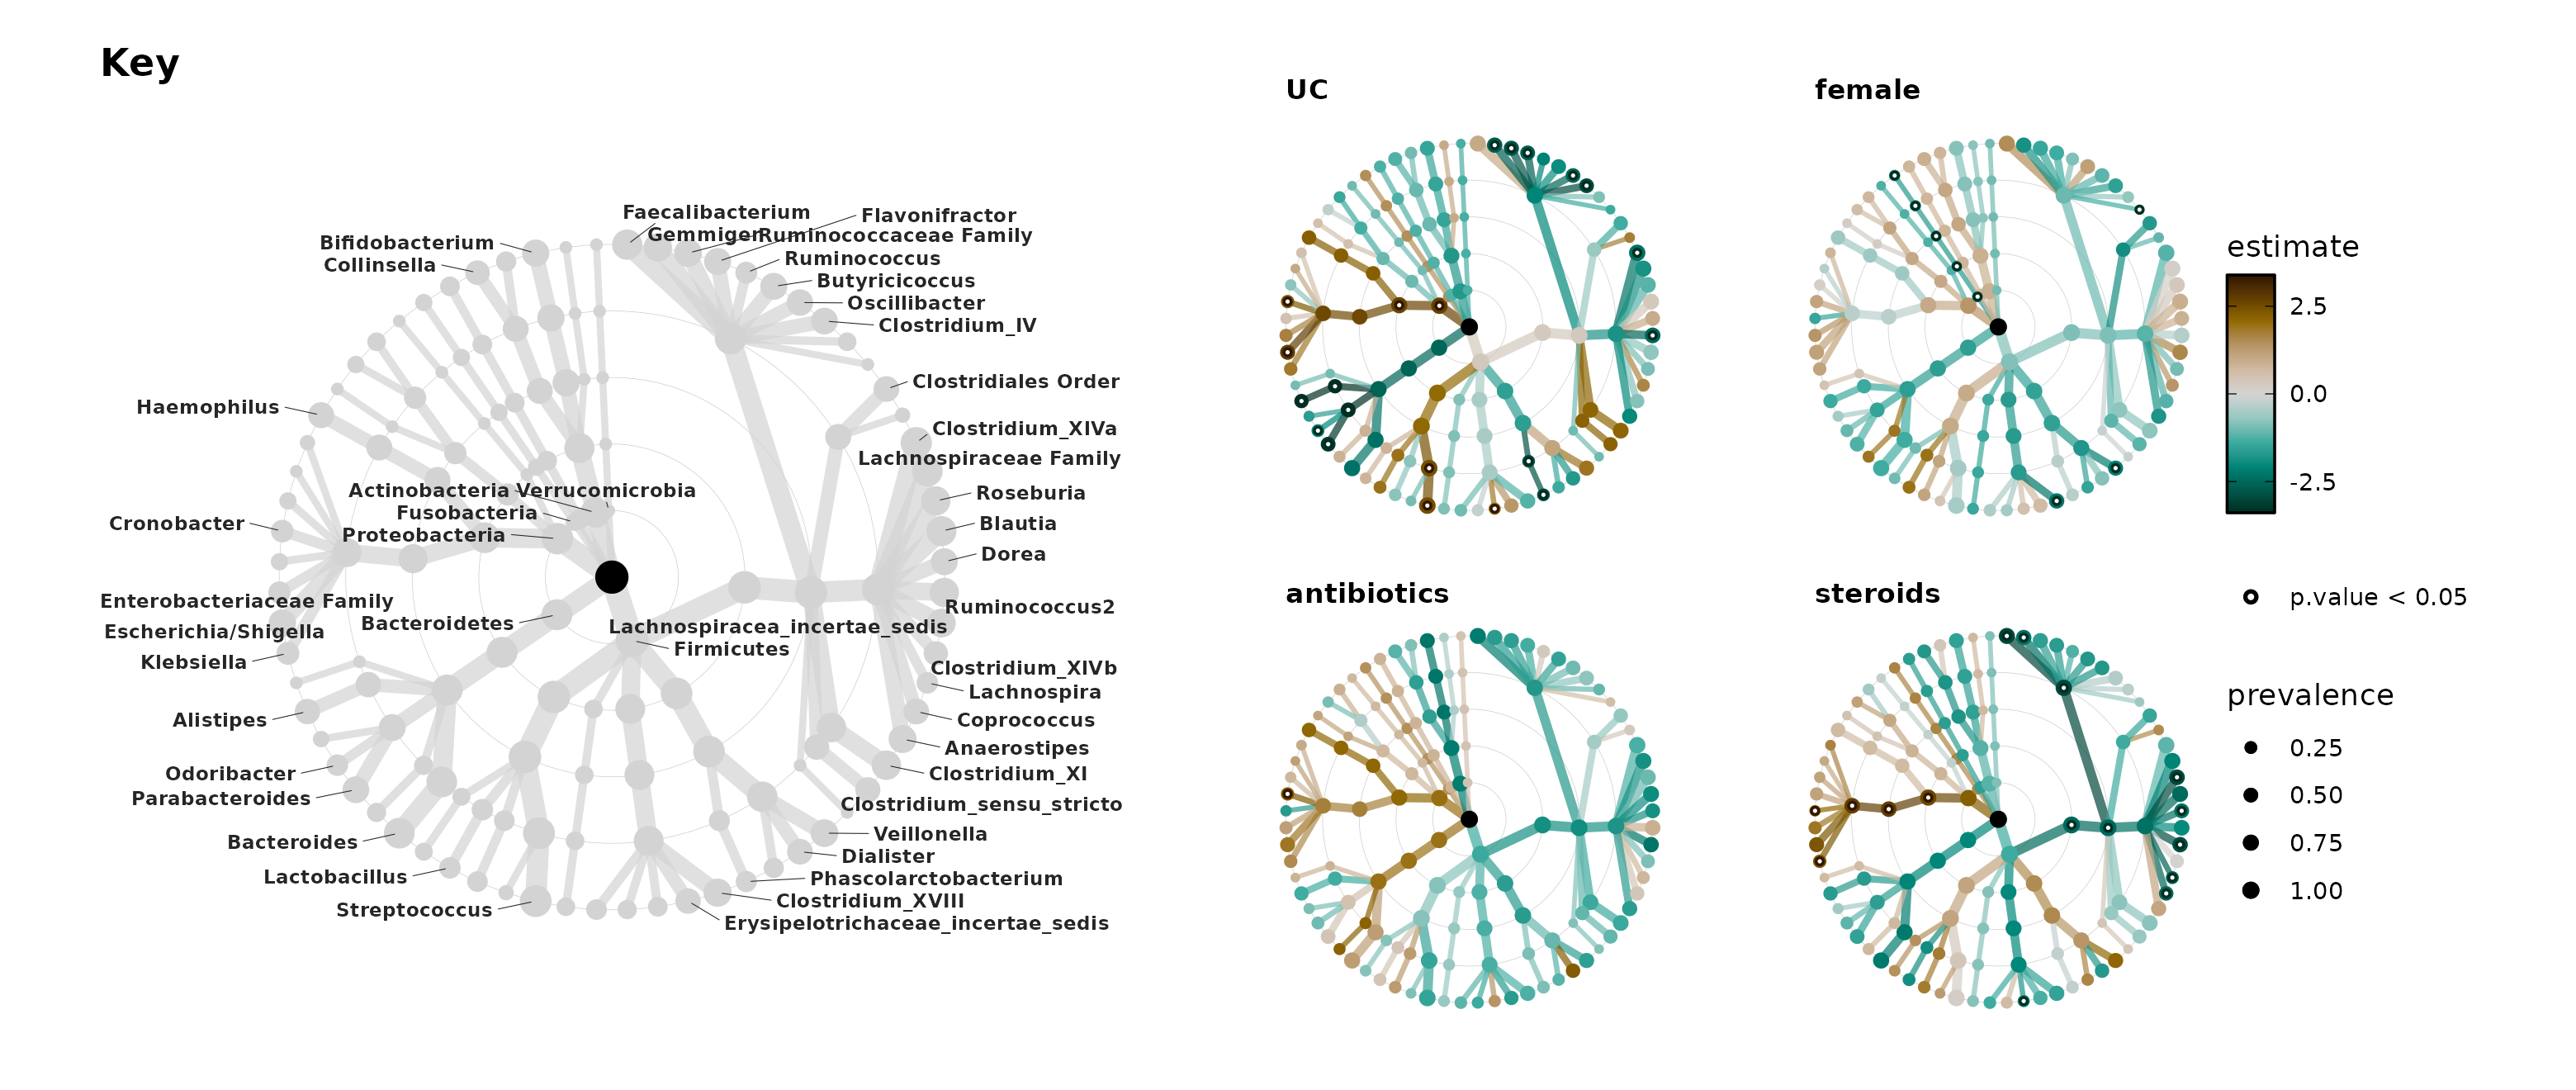 Key
UC
female
Faecalibacterium
Flavonifractor
Gemmiger
Ruminococcaceae Family
Bifidobacterium
Collinsella
Ruminococcus
Butyricicoccus
Oscillibacter
Clostridium_IV
Clostridiales Order
Haemophilus
Clostridium_XIVa
Lachnospiraceae Family
Actinobacteria
Verrucomicrobia
Roseburia
Fusobacteria
Cronobacter
Blautia
Proteobacteria
Dorea
Enterobacteriaceae Family
Ruminococcus2
Escherichia/Shigella
Bacteroidetes
Lachnospiracea_incertae_sedis
Firmicutes
Klebsiella
Clostridium_XIVb
Lachnospira
Alistipes
Coprococcus
Anaerostipes
Odoribacter
Clostridium_XI
Parabacteroides
Clostridium_sensu_stricto
Bacteroides
Veillonella
Dialister
Lactobacillus
Phascolarctobacterium
Clostridium_XVIII
Streptococcus
Erysipelotrichaceae_incertae_sedis
antibiotics
steroids
estimate
2.5
0.0
-2.5
p.value < 0.05
prevalence
0.25
0.50
0.75
1.00